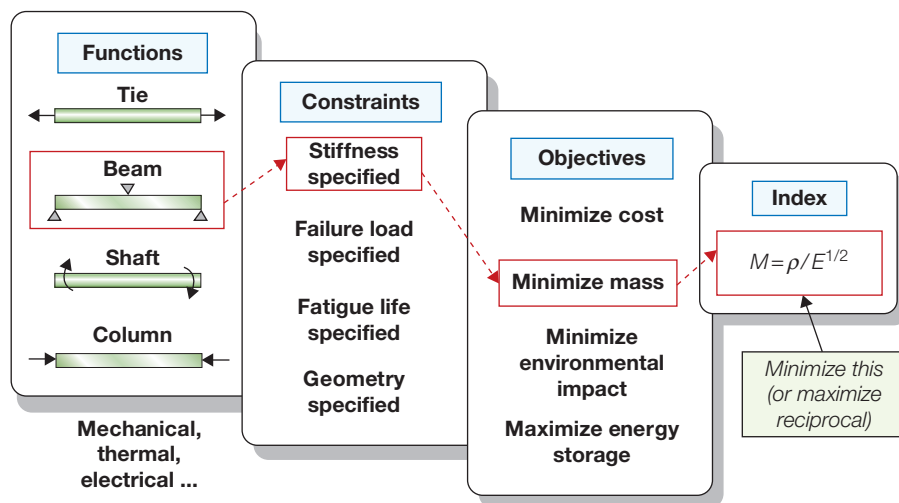 Functions
Tie
Beam
Shaft
Column
Mechanical,
thermal,
electrical ...
Constraints
Stiffness
specified
Failure load
specified
Fatigue life
specified
Geometry
specified
Objectives
Minimize cost
Minimize mass
Minimize
environmental
impact
Maximize energy
storage
Index
M = ρ/E^{1/2}
Minimize this
(or maximize
reciprocal)